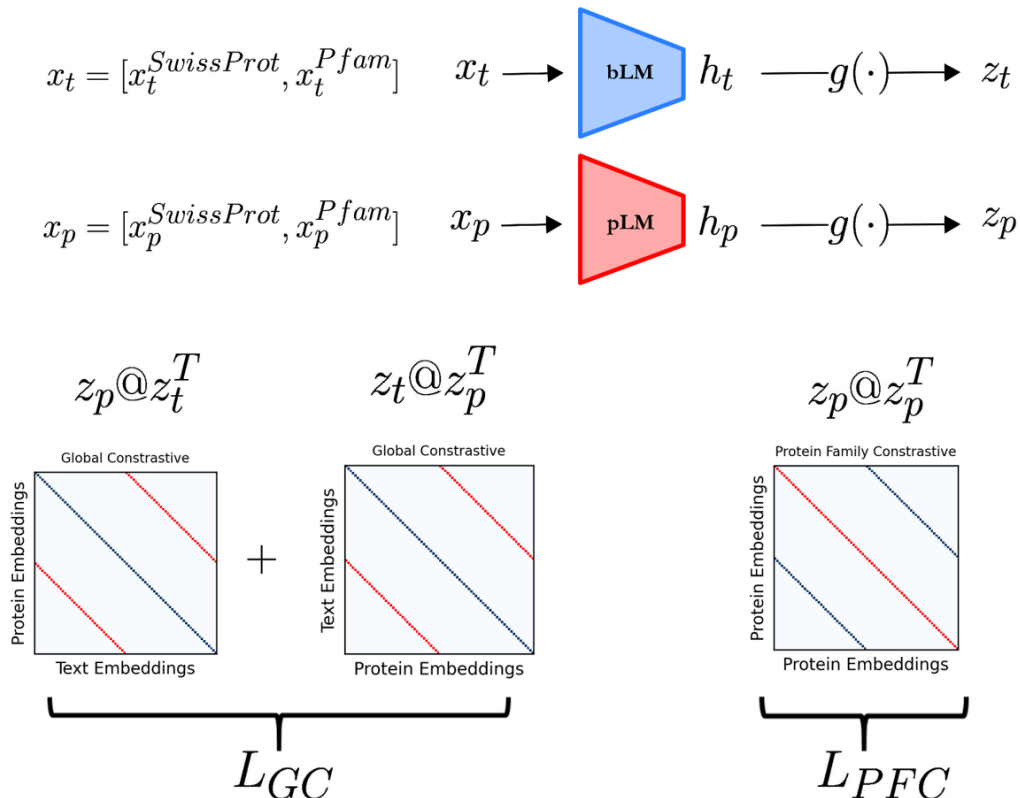 x_t = [x_t^{SwissProt}, x_t^{Pfam}]
x_t
bLM
h_t
g(·)
z_t
x_p = [x_p^{SwissProt}, x_p^{Pfam}]
x_p
pLM
h_p
g(·)
z_p
z_p@z_t^T
z_t@z_p^T
z_p@z_p^T
Global Constrastive
Protein Embeddings
Text Embeddings
+
Global Constrastive
Text Embeddings
Protein Embeddings
Protein Family Constrastive
Protein Embeddings
Protein Embeddings
L_{GC}
L_{PFC}